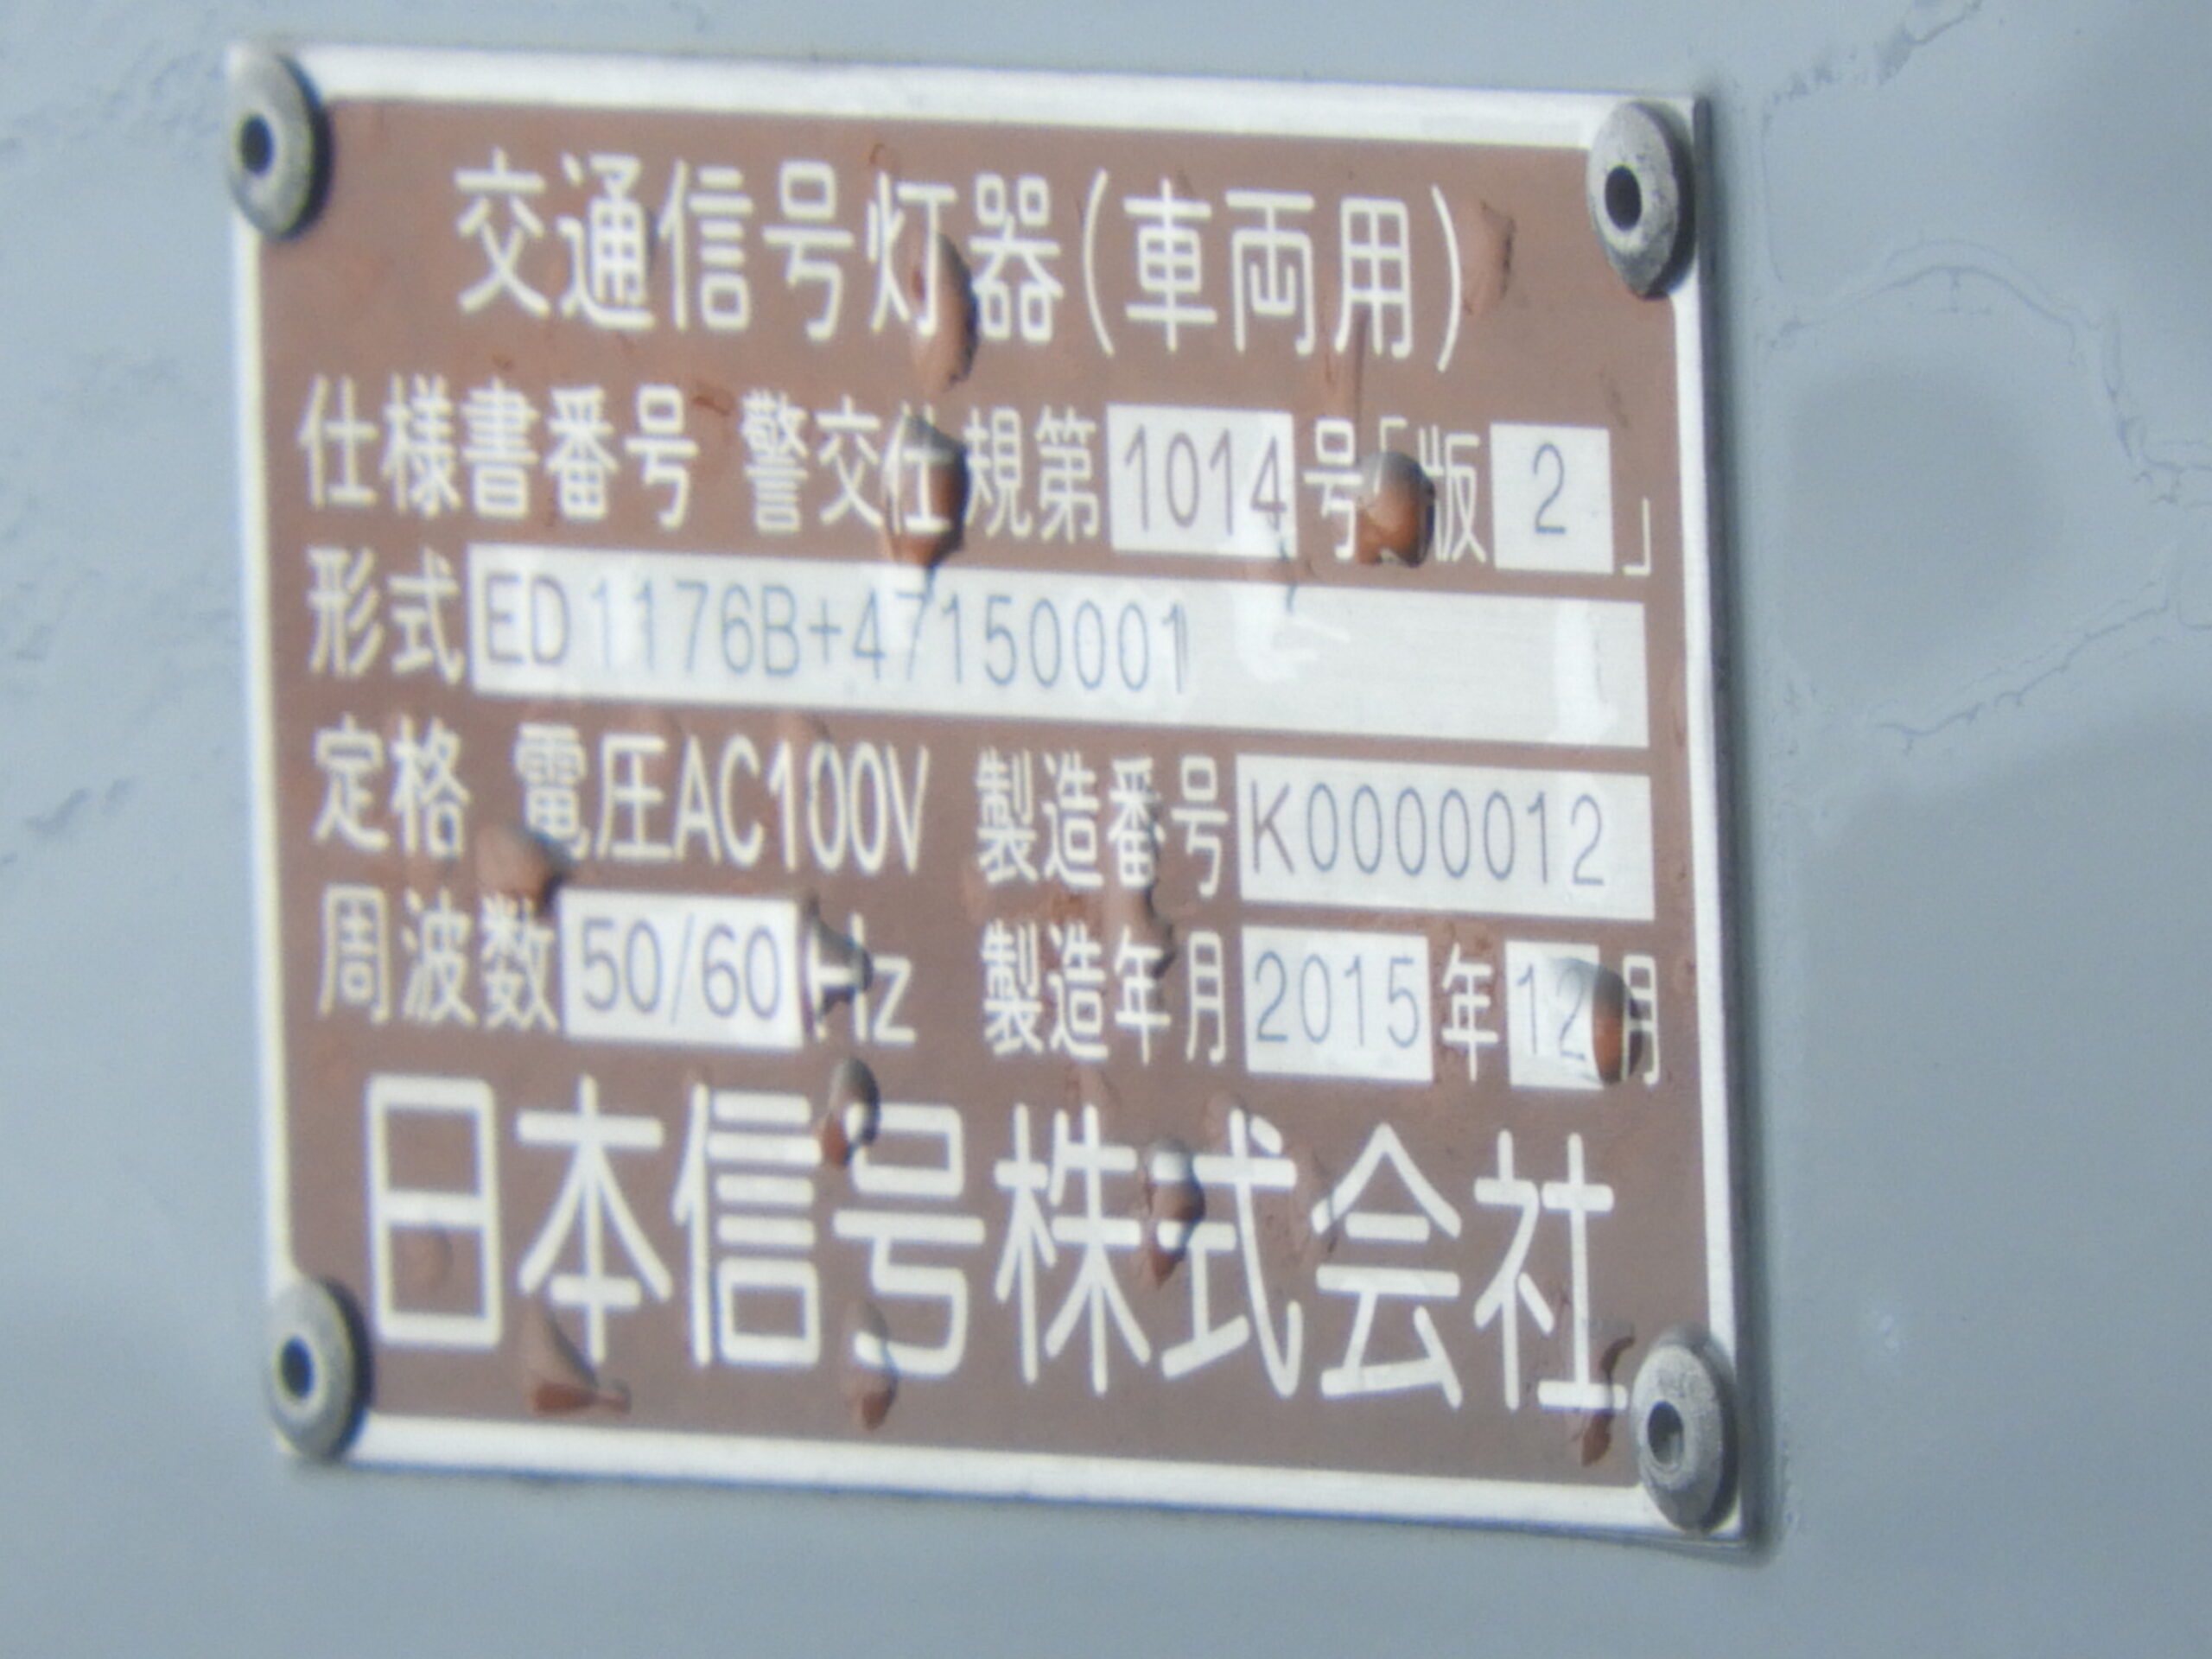 交通信号灯器(車両用)
仕様書番号 警交仕規第1014号「版2」
形式 ED1176B+47150001
定格 電圧AC100V 製造番号 K0000012
周波数 50/60 Hz 製造年月 2015年12月
日本信号株式会社